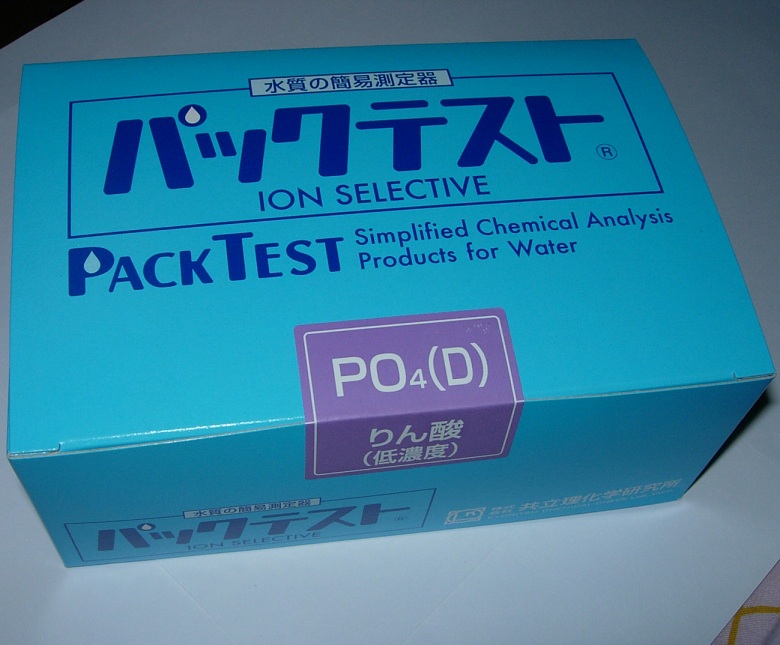 水質の簡易測定器
パックテスト®
ION SELECTIVE
PACKTEST
Simplified Chemical Analysis
Products for Water
PO₄(D)
りん酸
(低濃度)
水質の簡易測定器
パックテスト®
ION SELECTIVE
共立理化学研究所